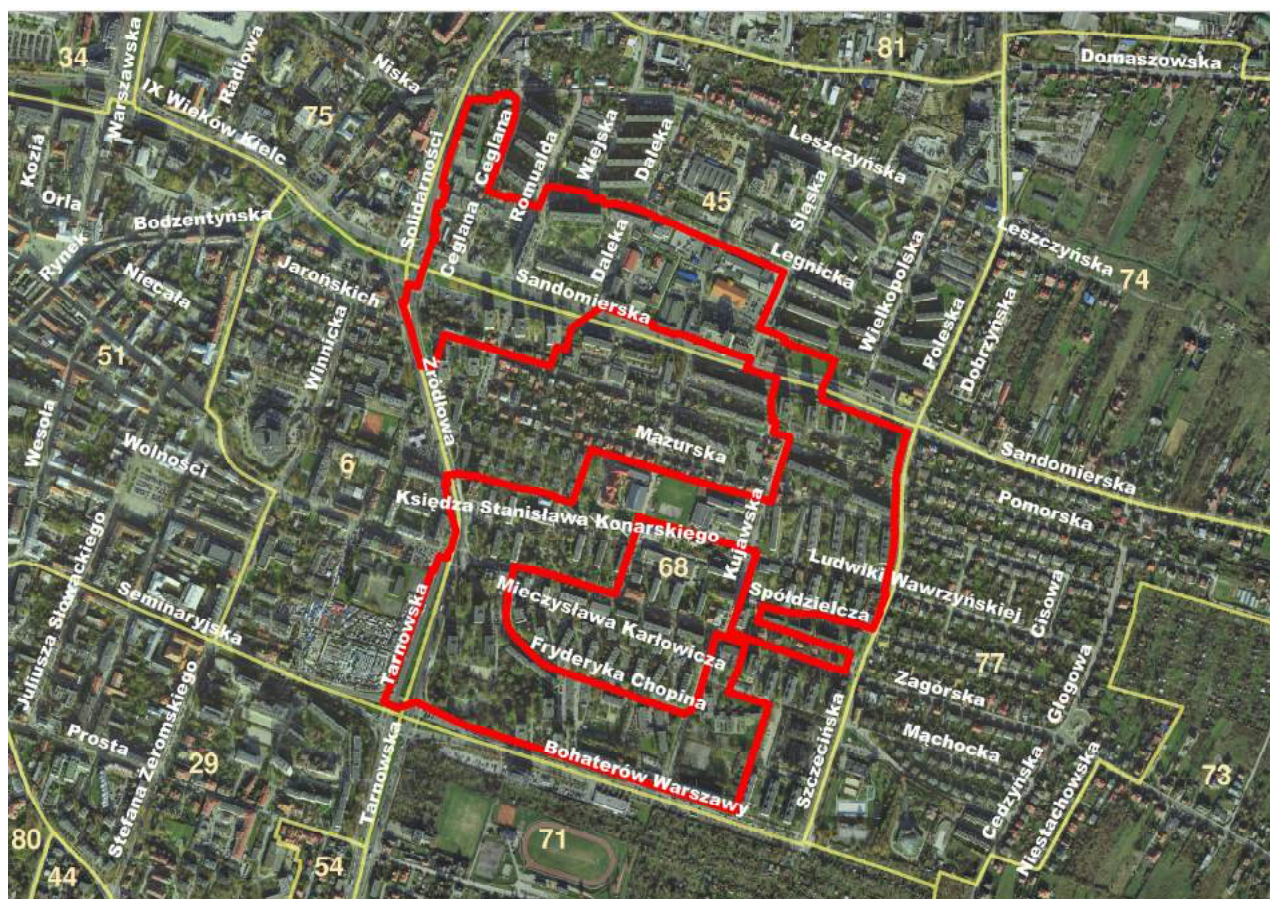 81
34
Domaszowska
Warszawska
Radiowa
Niska
IX Wieków Kielc
75
Leszczyńska
Kozia
Solidarności
Ceglana
Romualda
Wiejska
Daleka
Orla
Bodzentyńska
45
Śląska
Rynek
Ceglana
Leszczyńska
Niecała
Jarońskich
Daleka
Legnicka
74
Sandomierska
Wielkopolska
Poleska
Dobrzyńska
51
Winnicka
Źródłowa
Wesoła
Mazurska
Wolności
6
Sandomierska
Księdza Stanisława Konarskiego
Pomorska
Kujawska
68
Ludwiki Wawrzyńskiej
Juliusza Słowackiego
Seminaryjska
Mieczysława Karłowicza
Spółdzielcza
Cisowa
Tarnowska
Fryderyka Chopina
77
Zagórska
Głogowa
Prosta
Stefana Żeromskiego
Mąchocka
29
Bohaterów Warszawy
Szczecińska
Tarnowska
Cedzyńska
Niestachowska
73
80
44
54
71